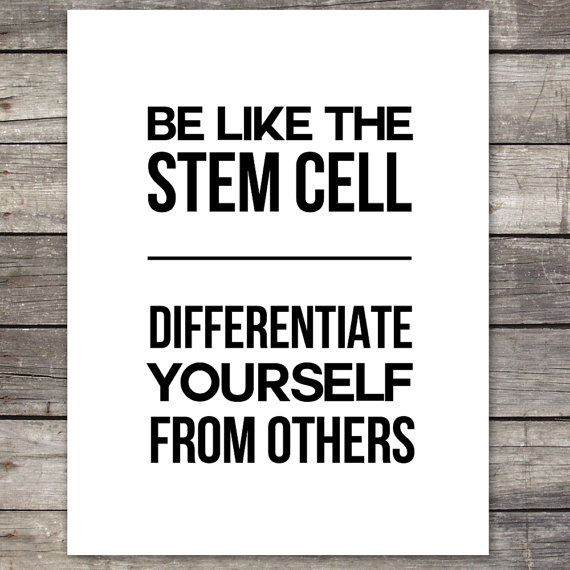 BE LIKE THE
STEM CELL
DIFFERENTIATE
YOURSELF
FROM OTHERS